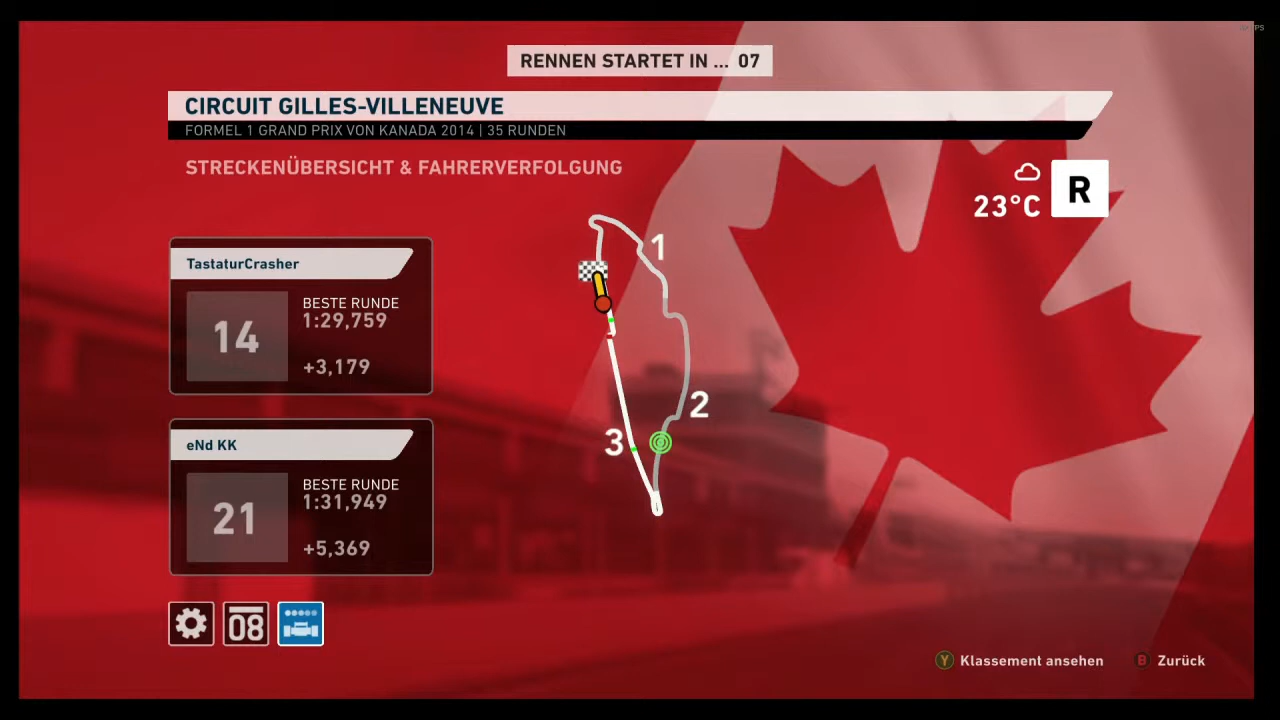 RENNEN STARTET IN ... 07
CIRCUIT GILLES-VILLENEUVE
FORMEL 1 GRAND PRIX VON KANADA 2014 | 35 RUNDEN
STRECKENÜBERSICHT & FAHRERVERFOLGUNG
23°C R
TastaturCrasher
14
BESTE RUNDE
1:29,759
+3,179
eNd KK
21
BESTE RUNDE
1:31,949
+5,369
1
2
3
08
Y Klassement ansehen B Zurück